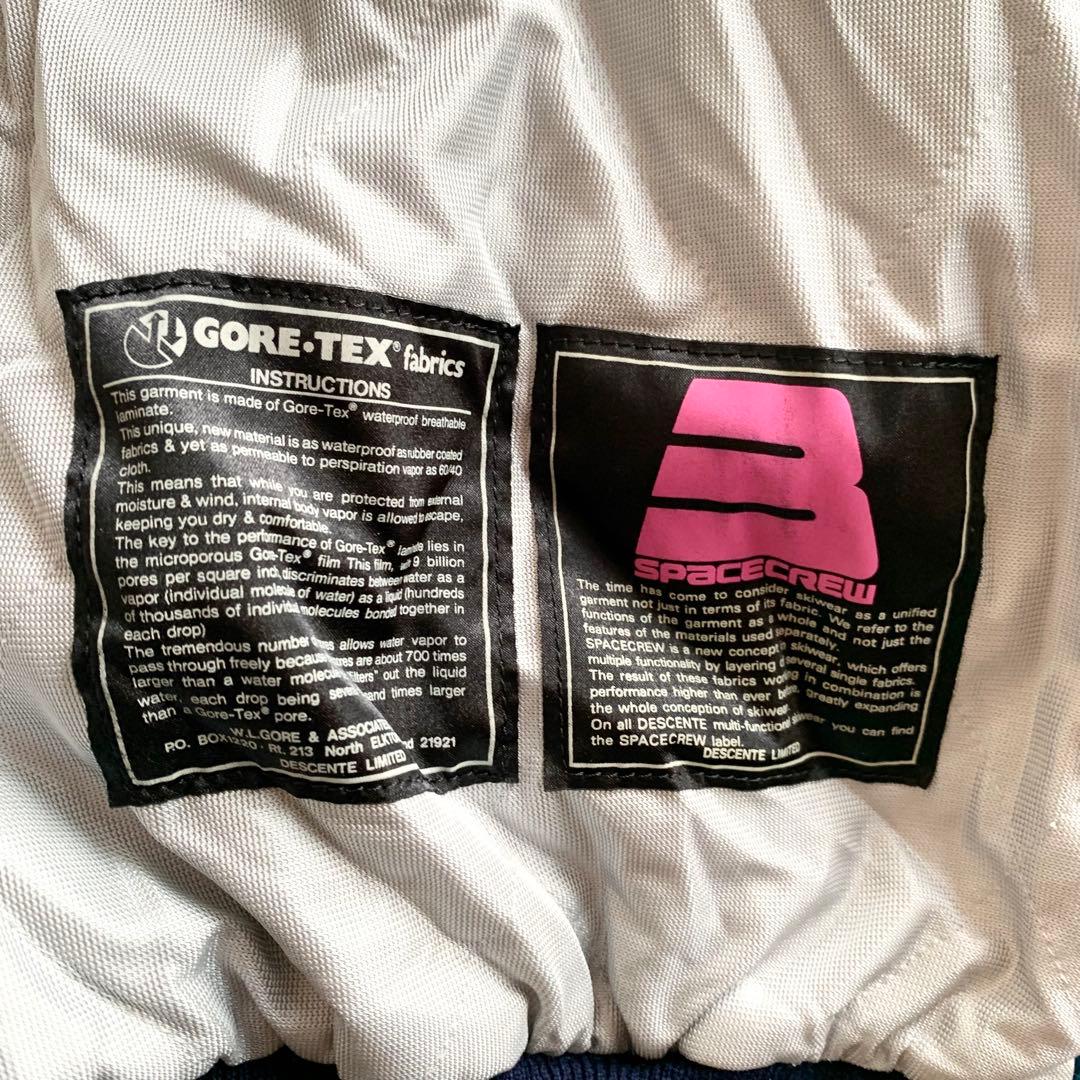 GORE-TEX® fabrics
INSTRUCTIONS
This garment is made of Gore-Tex® waterproof breathable
laminate.
This unique, new material is as waterproof as rubber coated
fabrics & yet as permeable to perspiration vapor as 60/40
cloth.
This means that while you are protected from external
moisture & wind, internal body vapor is allowed to escape,
keeping you dry & comfortable.
The key to the performance of Gore-Tex® laminate lies in
the microporous Gore-Tex® film This film, 9 billion
pores per square inch, discriminates between water as a
vapor (individual molecules of water) as a liquid (hundreds
of thousands of individual molecules bonded together in
each drop)
The tremendous number allows water vapor to
pass through freely because are about 700 times
larger than a water molecule "filters" out the liquid
water, each drop being several and times larger
than a Gore-Tex® pore.
W.L.GORE & ASSOCIATES
P.O. BOX 1220 · RL. 213 North 21921
DESCENTE LIMITED
SPACECREW
The time has come to consider skiwear as a unified
garment not just in terms of its fabric. We refer to the
functions of the garment as a whole and not just the
features of the materials used separately.
SPACECREW is a new concept in skiwear, which offers
multiple functionality by layering of several single fabrics.
The result of these fabrics working in combination is
performance higher than ever before, greatly expanding
the whole conception of skiwear.
On all DESCENTE multi-functional skiwear you can find
the SPACECREW label.
DESCENTE LIMITED